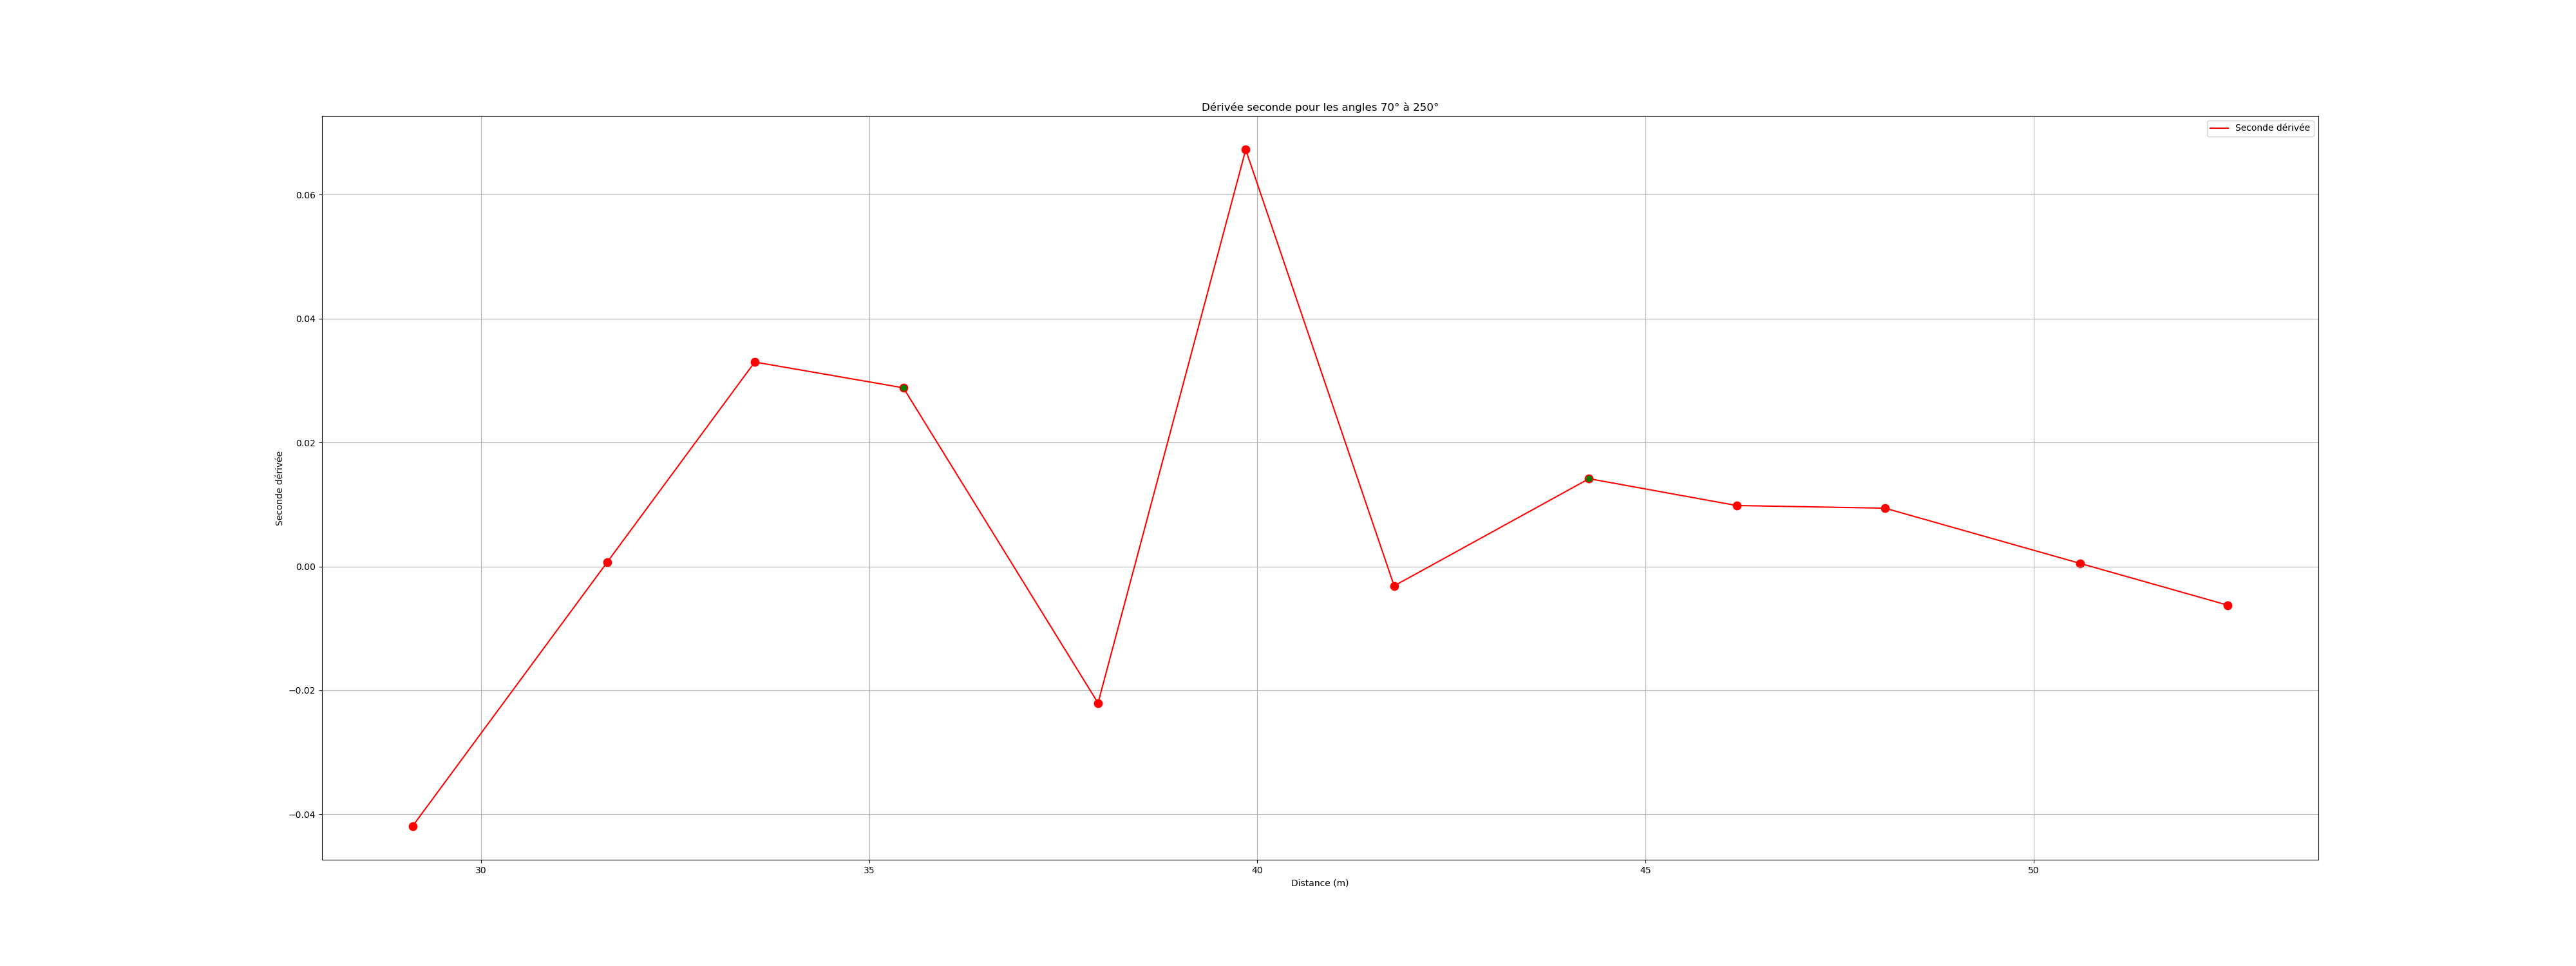 Dérivée seconde pour les angles 70° à 250°
Seconde dérivée
0.06
0.04
0.02
0.00
−0.02
−0.04
Seconde dérivée
30
35
40
45
50
Distance (m)